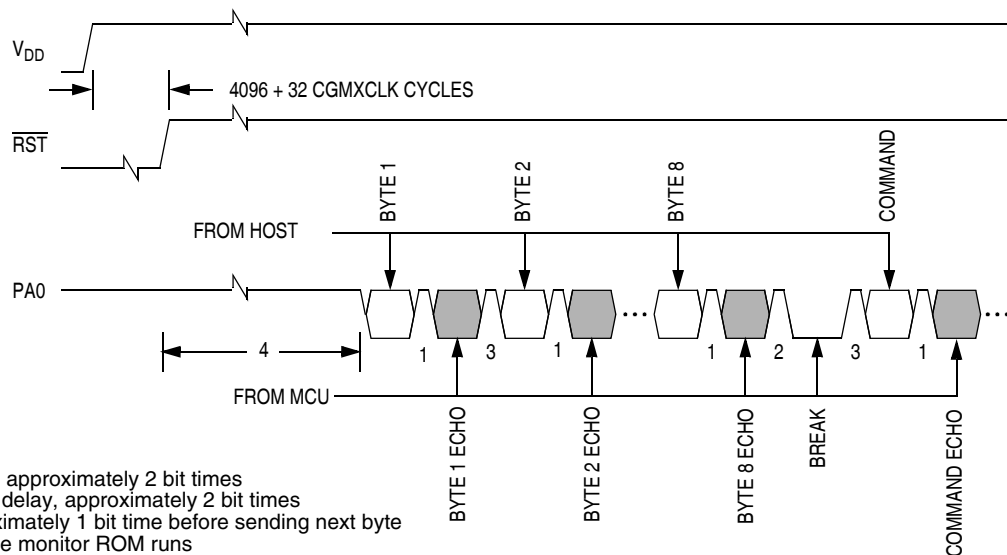 VDD
4096 + 32 CGMXCLK CYCLES
RST
BYTE 1
BYTE 2
BYTE 8
COMMAND
FROM HOST
PA0
1
3
1
1
2
3
1
4
FROM MCU
BYTE 1 ECHO
BYTE 2 ECHO
BYTE 8 ECHO
BREAK
COMMAND ECHO
, approximately 2 bit times
delay, approximately 2 bit times
ximately 1 bit time before sending next byte
e monitor ROM runs